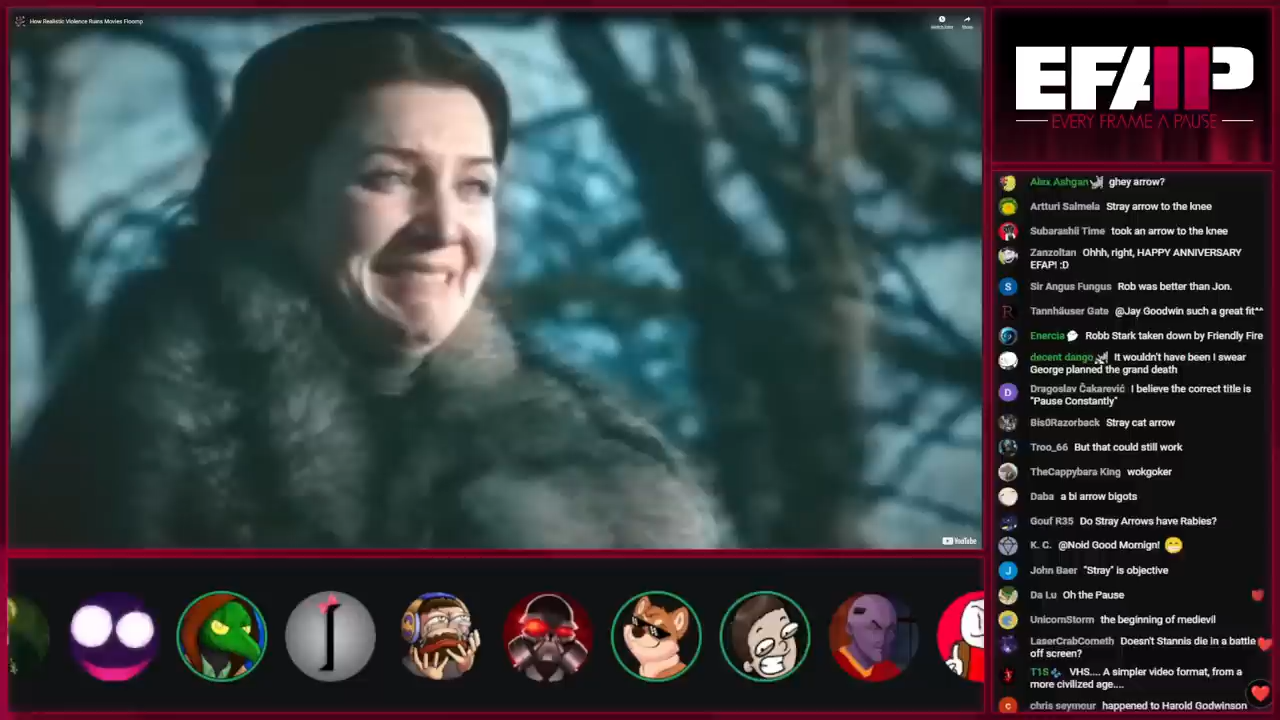 How Realistic Violence Ruins Movies Floomp
Watch later
Share
YouTube
EFAP
EVERY FRAME A PAUSE
Alex Ashgan ghey arrow?
Artturi Salmela Stray arrow to the knee
Subarashii Time took an arrow to the knee
Zanzoltan Ohhh, right, HAPPY ANNIVERSARY
EFAP! :D
S
Sir Angus Fungus Rob was better than Jon.
Tannhäuser Gate @Jay Goodwin such a great fit^^
Enercia Robb Stark taken down by Friendly Fire
decent dango It wouldn't have been I swear
George planned the grand death
D
Dragoslav Čakarević I believe the correct title is
"Pause Constantly"
Bis0Razorback Stray cat arrow
Troo_66 But that could still work
TheCappybara King wokgoker
Daba a bi arrow bigots
Gouf R35 Do Stray Arrows have Rabies?
K. C. @Noid Good Mornign!
J
John Baer "Stray" is objective
Da Lu Oh the Pause
UnicornStorm the beginning of medievil
LaserCrabCometh Doesn't Stannis die in a battle
off screen?
T1S VHS.... A simpler video format, from a
more civilized age....
c
chris seymour happened to Harold Godwinson